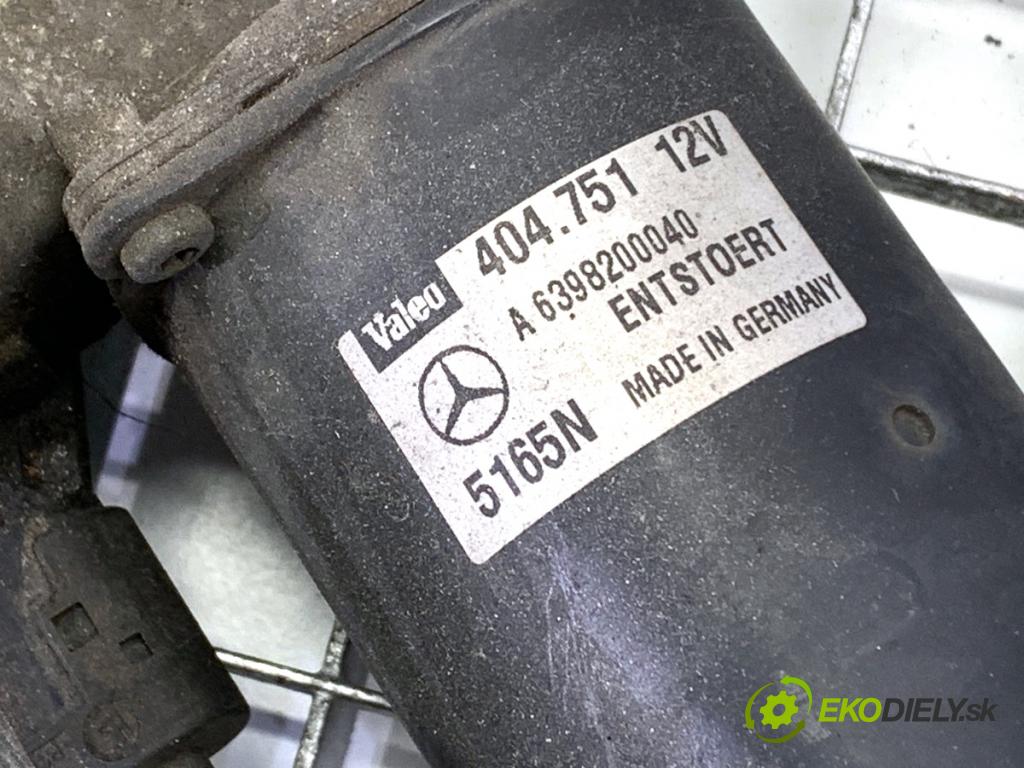 Valeo
404.751 12V
A 6398200040
ENTSTOERT
5165N
MADE IN GERMANY
EKODIELY.sk